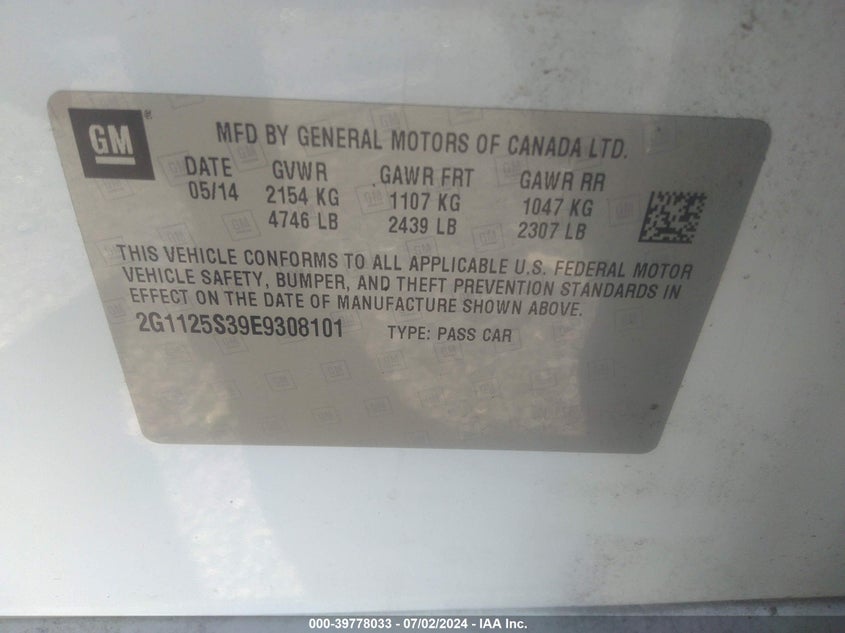 GM ®
MFD BY GENERAL MOTORS OF CANADA LTD.
DATE GVWR GAWR FRT GAWR RR
05/14 2154 KG 1107 KG 1047 KG
4746 LB 2439 LB 2307 LB
THIS VEHICLE CONFORMS TO ALL APPLICABLE U.S. FEDERAL MOTOR
VEHICLE SAFETY, BUMPER, AND THEFT PREVENTION STANDARDS IN
EFFECT ON THE DATE OF MANUFACTURE SHOWN ABOVE.
2G1125S39E9308101 TYPE: PASS CAR
000-39778033 - 07/02/2024 - IAA Inc.